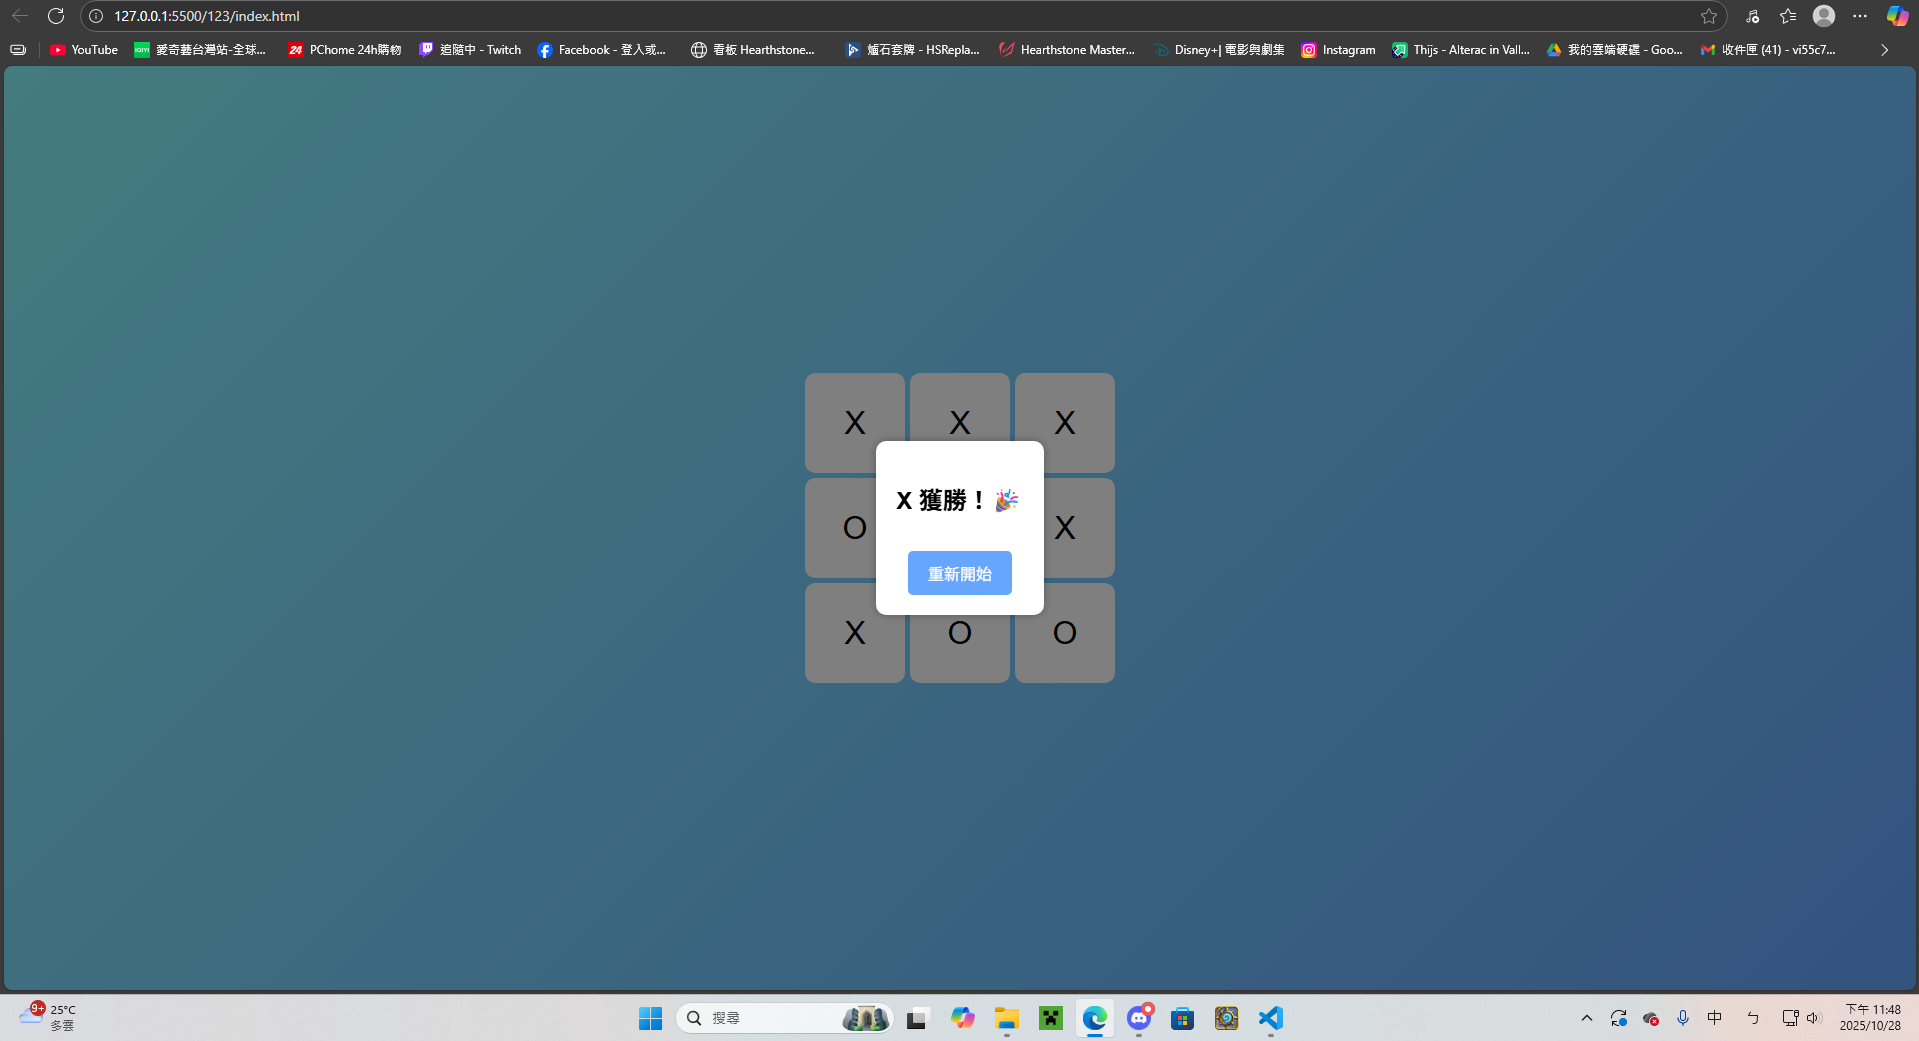 127.0.0.1:5500/123/index.html
YouTube
愛奇藝台灣站-全球...
24 PChome 24h購物
追隨中 - Twitch
Facebook - 登入或...
看板 Hearthstone...
爐石套牌 - HSRepla...
Hearthstone Master...
Disney+| 電影與劇集
Instagram
Thijs - Alterac in Vall...
我的雲端硬碟 - Goo...
收件匣 (41) - vi55c7...
X X X
X 獲勝！🎉
O X
重新開始
X O O
9+
25°C
多雲
搜尋
中
ㄅ
下午 11:48
2025/10/28